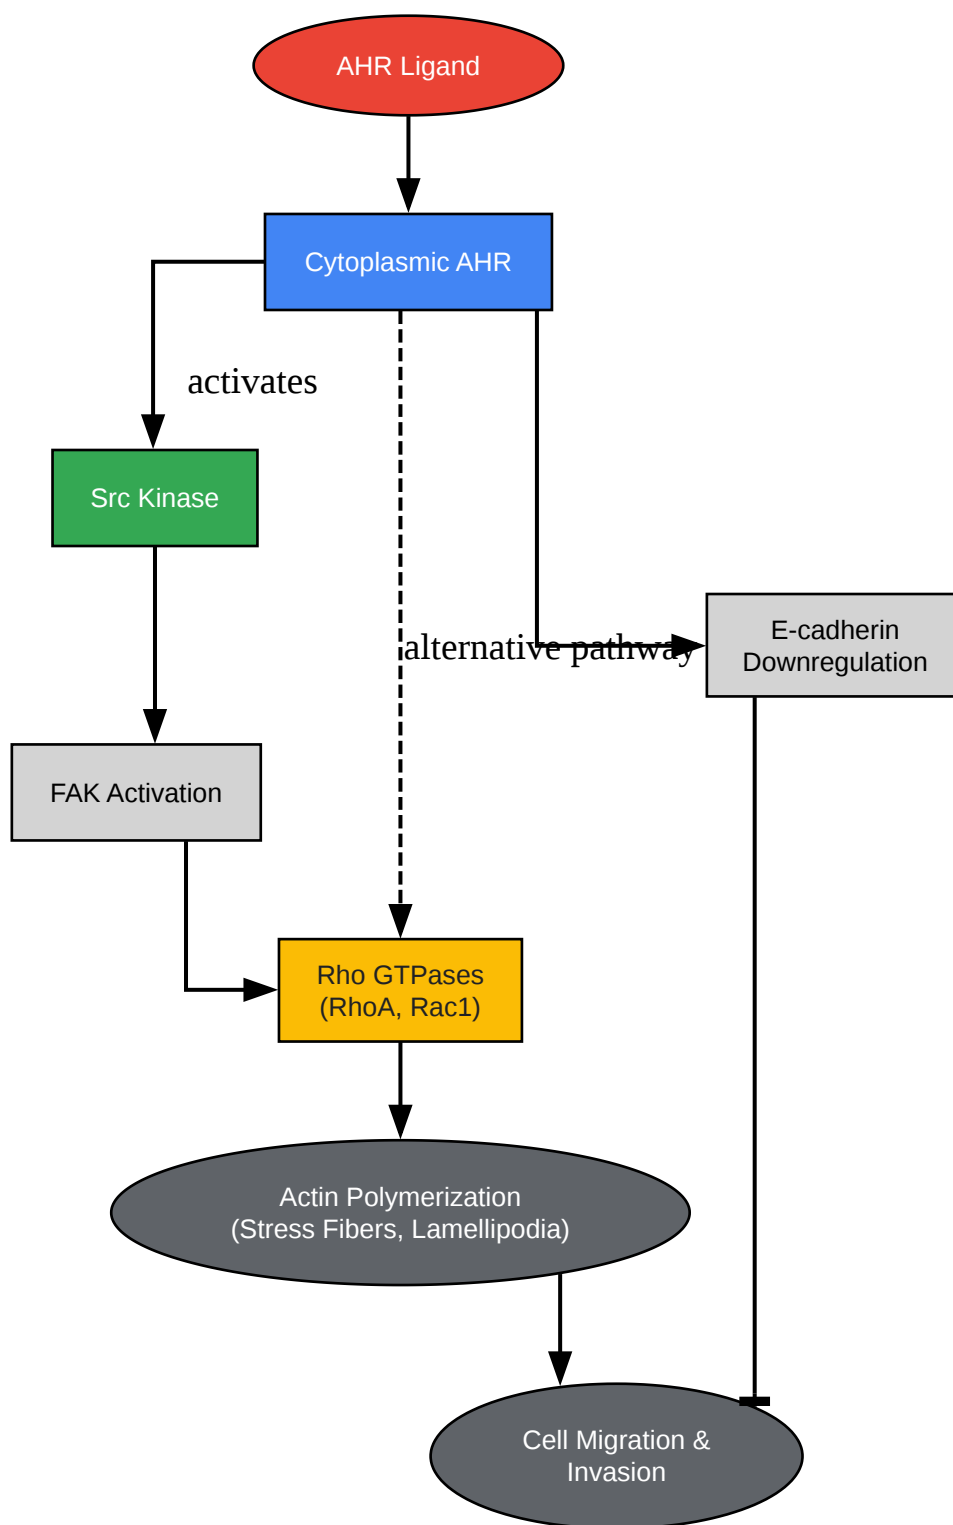 AHR Ligand
Cytoplasmic AHR
activates
Src Kinase
E-cadherin
Downregulation
alternative pathway
FAK Activation
Rho GTPases
(RhoA, Rac1)
Actin Polymerization
(Stress Fibers, Lamellipodia)
Cell Migration &
Invasion